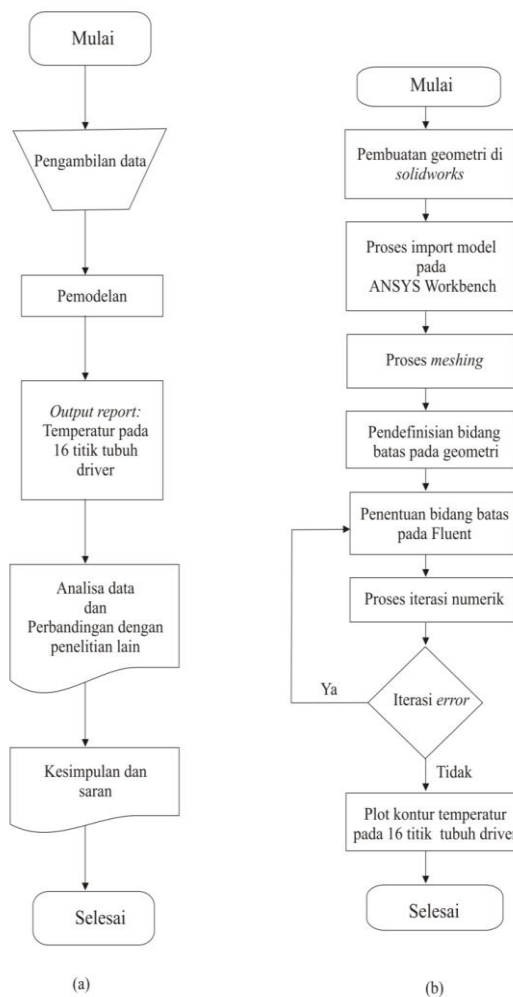 Mulai
Pengambilan data
Pemodelan
Output report:
Temperatur pada
16 titik tubuh
driver
Analisa data
dan
Perbandingan dengan
penelitian lain
Kesimpulan dan
saran
Selesai
(a)
Mulai
Pembuatan geometri di
solidworks
Proses import model
pada
ANSYS Workbench
Proses meshing
Pendefinisian bidang
batas pada geometri
Penentuan bidang batas
pada Fluent
Proses iterasi numerik
Iterasi error
Ya
Tidak
Plot kontur temperatur
pada 16 titik tubuh driver
Selesai
(b)